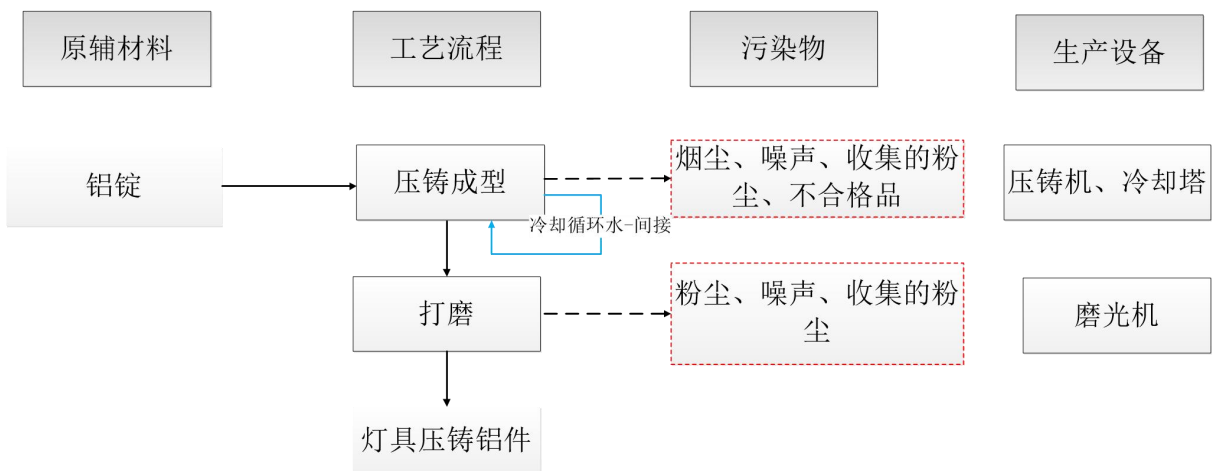 原辅材料
工艺流程
污染物
生产设备
铝锭
压铸成型
烟尘、噪声、收集的粉
尘、不合格品
压铸机、冷却塔
冷却循环水-间接
打磨
粉尘、噪声、收集的粉
尘
磨光机
灯具压铸铝件